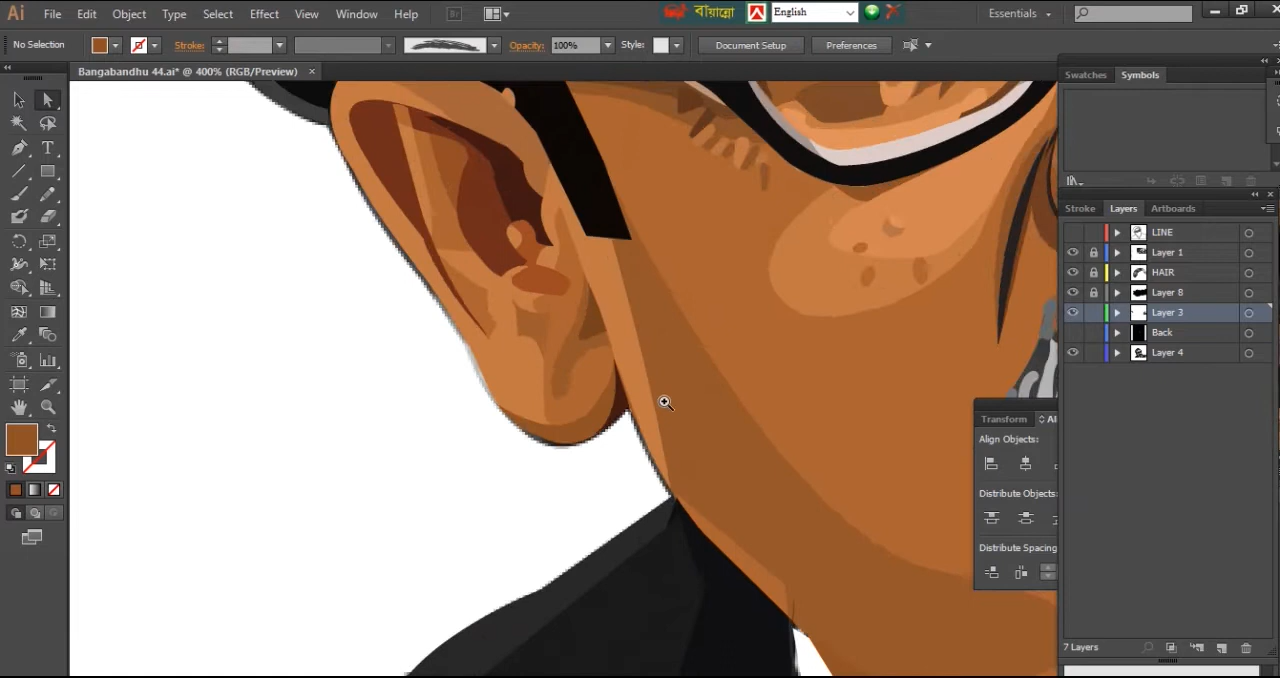 Ai File Edit Object Type Select Effect View Window Help Br বায়ান্নো English Essentials
No Selection Stroke: Opacity: 100% Style: Document Setup Preferences
Bangabandhu 44.ai* @ 400% (RGB/Preview) ×
Swatches Symbols
Stroke Layers Artboards
LINE
Layer 1
HAIR
Layer 8
Layer 3
Back
Layer 4
Transform Al
Align Objects:
Distribute Objects:
Distribute Spacing
7 Layers